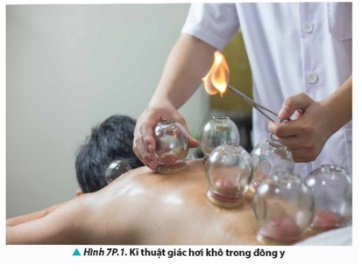 ▲ Hình 7P.1. Kĩ thuật giác hơi khô trong đông y